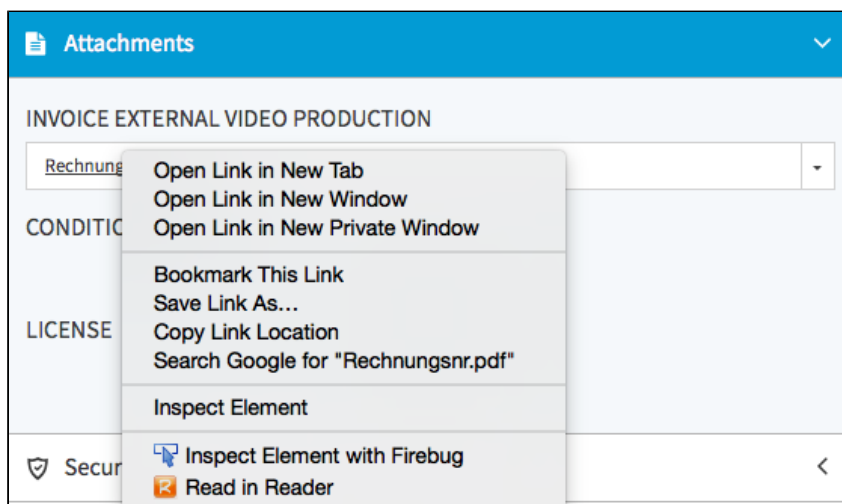 Attachments
INVOICE EXTERNAL VIDEO PRODUCTION
Rechnung
Open Link in New Tab
Open Link in New Window
Open Link in New Private Window
CONDITIC
Bookmark This Link
Save Link As...
LICENSE
Copy Link Location
Search Google for "Rechnungsnr.pdf"
Inspect Element
Inspect Element with Firebug
Secur
Read in Reader